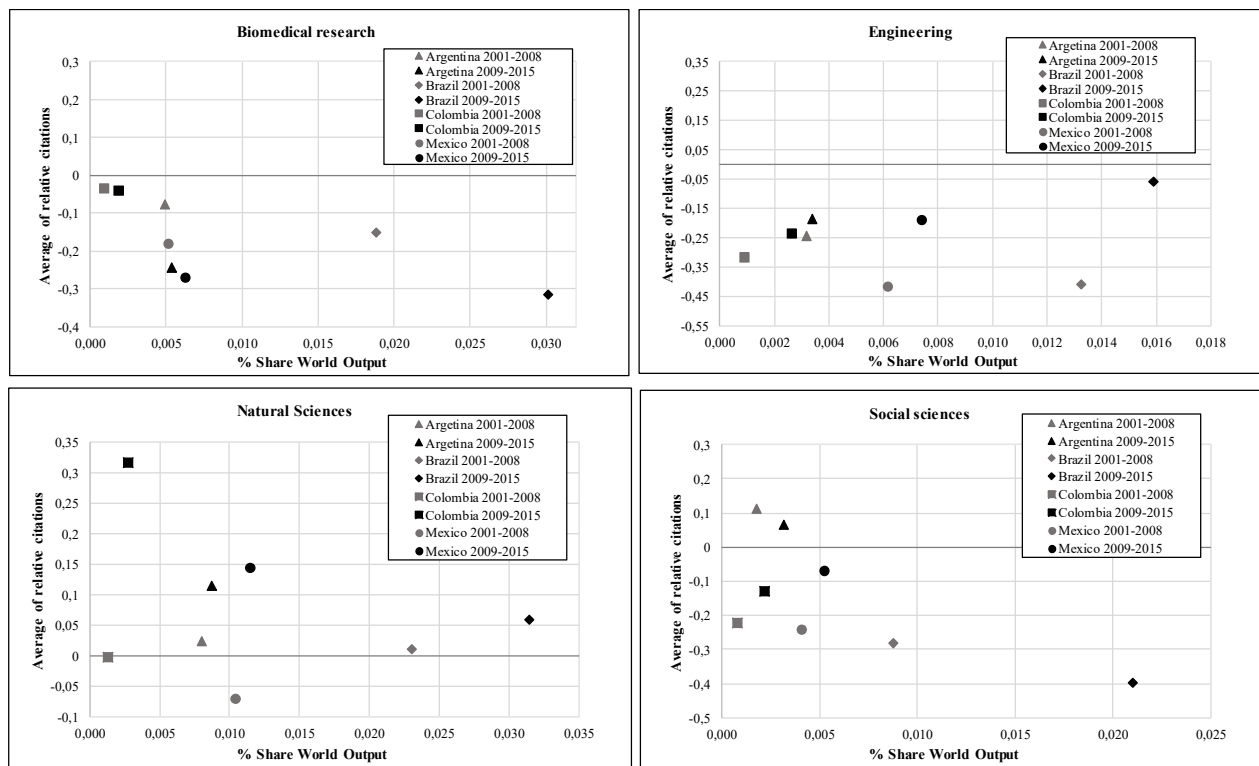 Biomedical research
Argentina 2001-2008
Argetina 2009-2015
Brazil 2001-2008
Brazil 2009-2015
Colombia 2001-2008
Colombia 2009-2015
Mexico 2001-2008
Mexico 2009-2015
Average of relative citations
0,3
0,2
0,1
0
-0,1
-0,2
-0,3
-0,4
0,000 0,005 0,010 0,015 0,020 0,025 0,030
% Share World Output
Engineering
Argetina 2001-2008
Argentina 2009-2015
Brazil 2001-2008
Brazil 2009-2015
Colombia 2001-2008
Colombia 2009-2015
Mexico 2001-2008
Mexico 2009-2015
Average of relative citations
0,35
0,25
0,15
0,05
-0,05
-0,15
-0,25
-0,35
-0,45
-0,55
0,000 0,002 0,004 0,006 0,008 0,010 0,012 0,014 0,016 0,018
% Share World Output
Natural Sciences
Argetina 2001-2008
Argetina 2009-2015
Brazil 2001-2008
Brazil 2009-2015
Colombia 2001-2008
Colombia 2009-2015
Mexico 2001-2008
Mexico 2009-2015
Average of relative citations
0,35
0,3
0,25
0,2
0,15
0,1
0,05
0
-0,05
-0,1
0,000 0,005 0,010 0,015 0,020 0,025 0,030 0,035
% Share World Output
Social sciences
Argentina 2001-2008
Argentina 2009-2015
Brazil 2001-2008
Brazil 2009-2015
Colombia 2001-2008
Colombia 2009-2015
Mexico 2001-2008
Mexico 2009-2015
Average of relative citations
0,3
0,2
0,1
0
-0,1
-0,2
-0,3
-0,4
-0,5
0,000 0,005 0,010 0,015 0,020 0,025
% Share World Output